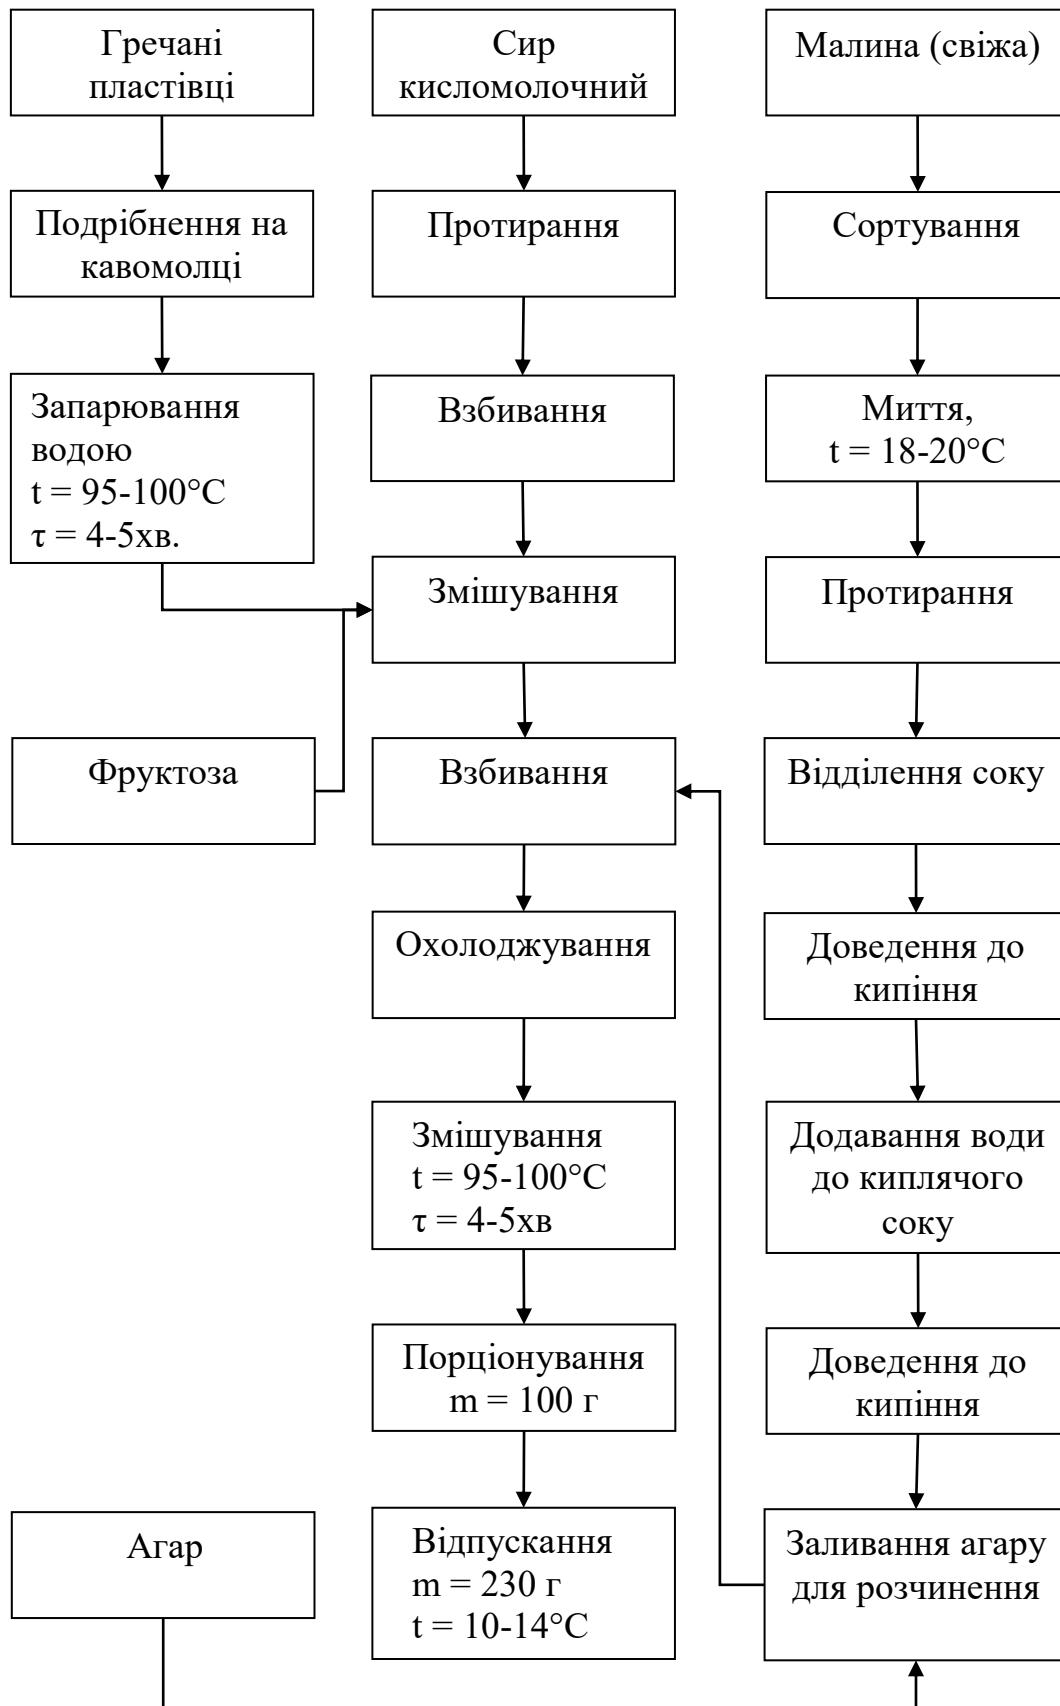 Гречані
пластівці
Сир
кисломолочний
Малина (свіжа)
Подрібнення на
кавомолці
Протирання
Сортування
Запарювання
водою
t = 95-100°С
τ = 4-5хв.
Взбивання
Миття,
t = 18-20°С
Змішування
Протирання
Фруктоза
Взбивання
Відділення соку
Охолоджування
Доведення до
кипіння
Змішування
t = 95-100°С
τ = 4-5хв
Додавання води
до киплячого
соку
Порціонування
m = 100 г
Доведення до
кипіння
Агар
Відпускання
m = 230 г
t = 10-14°С
Заливання агару
для розчинення